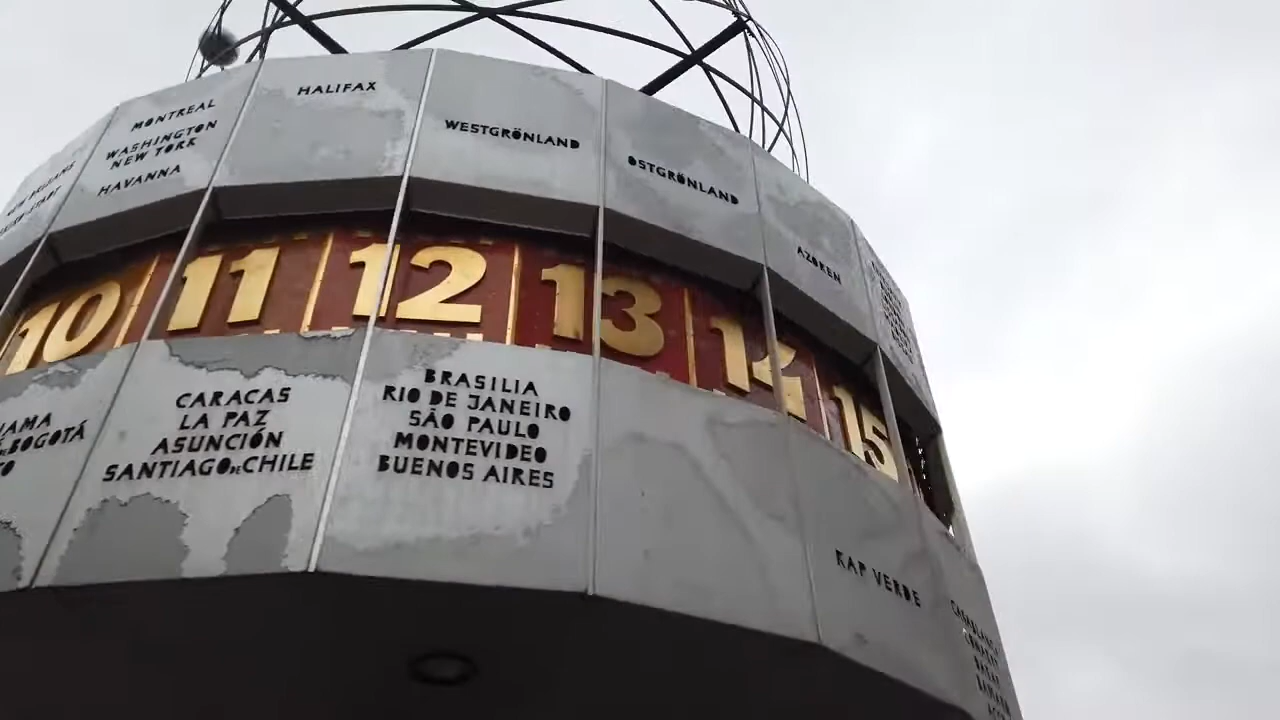 MONTREAL
WASHINGTON
NEW YORK
HAVANNA
HALIFAX
WESTGRÖNLAND
OSTGRÖNLAND
AZOREN
10
11
12
13
14
15
BOGOTÁ
CARACAS
LA PAZ
ASUNCIÓN
SANTIAGO DE CHILE
BRASILIA
RIO DE JANEIRO
SÃO PAULO
MONTEVIDEO
BUENOS AIRES
KAP VERDE